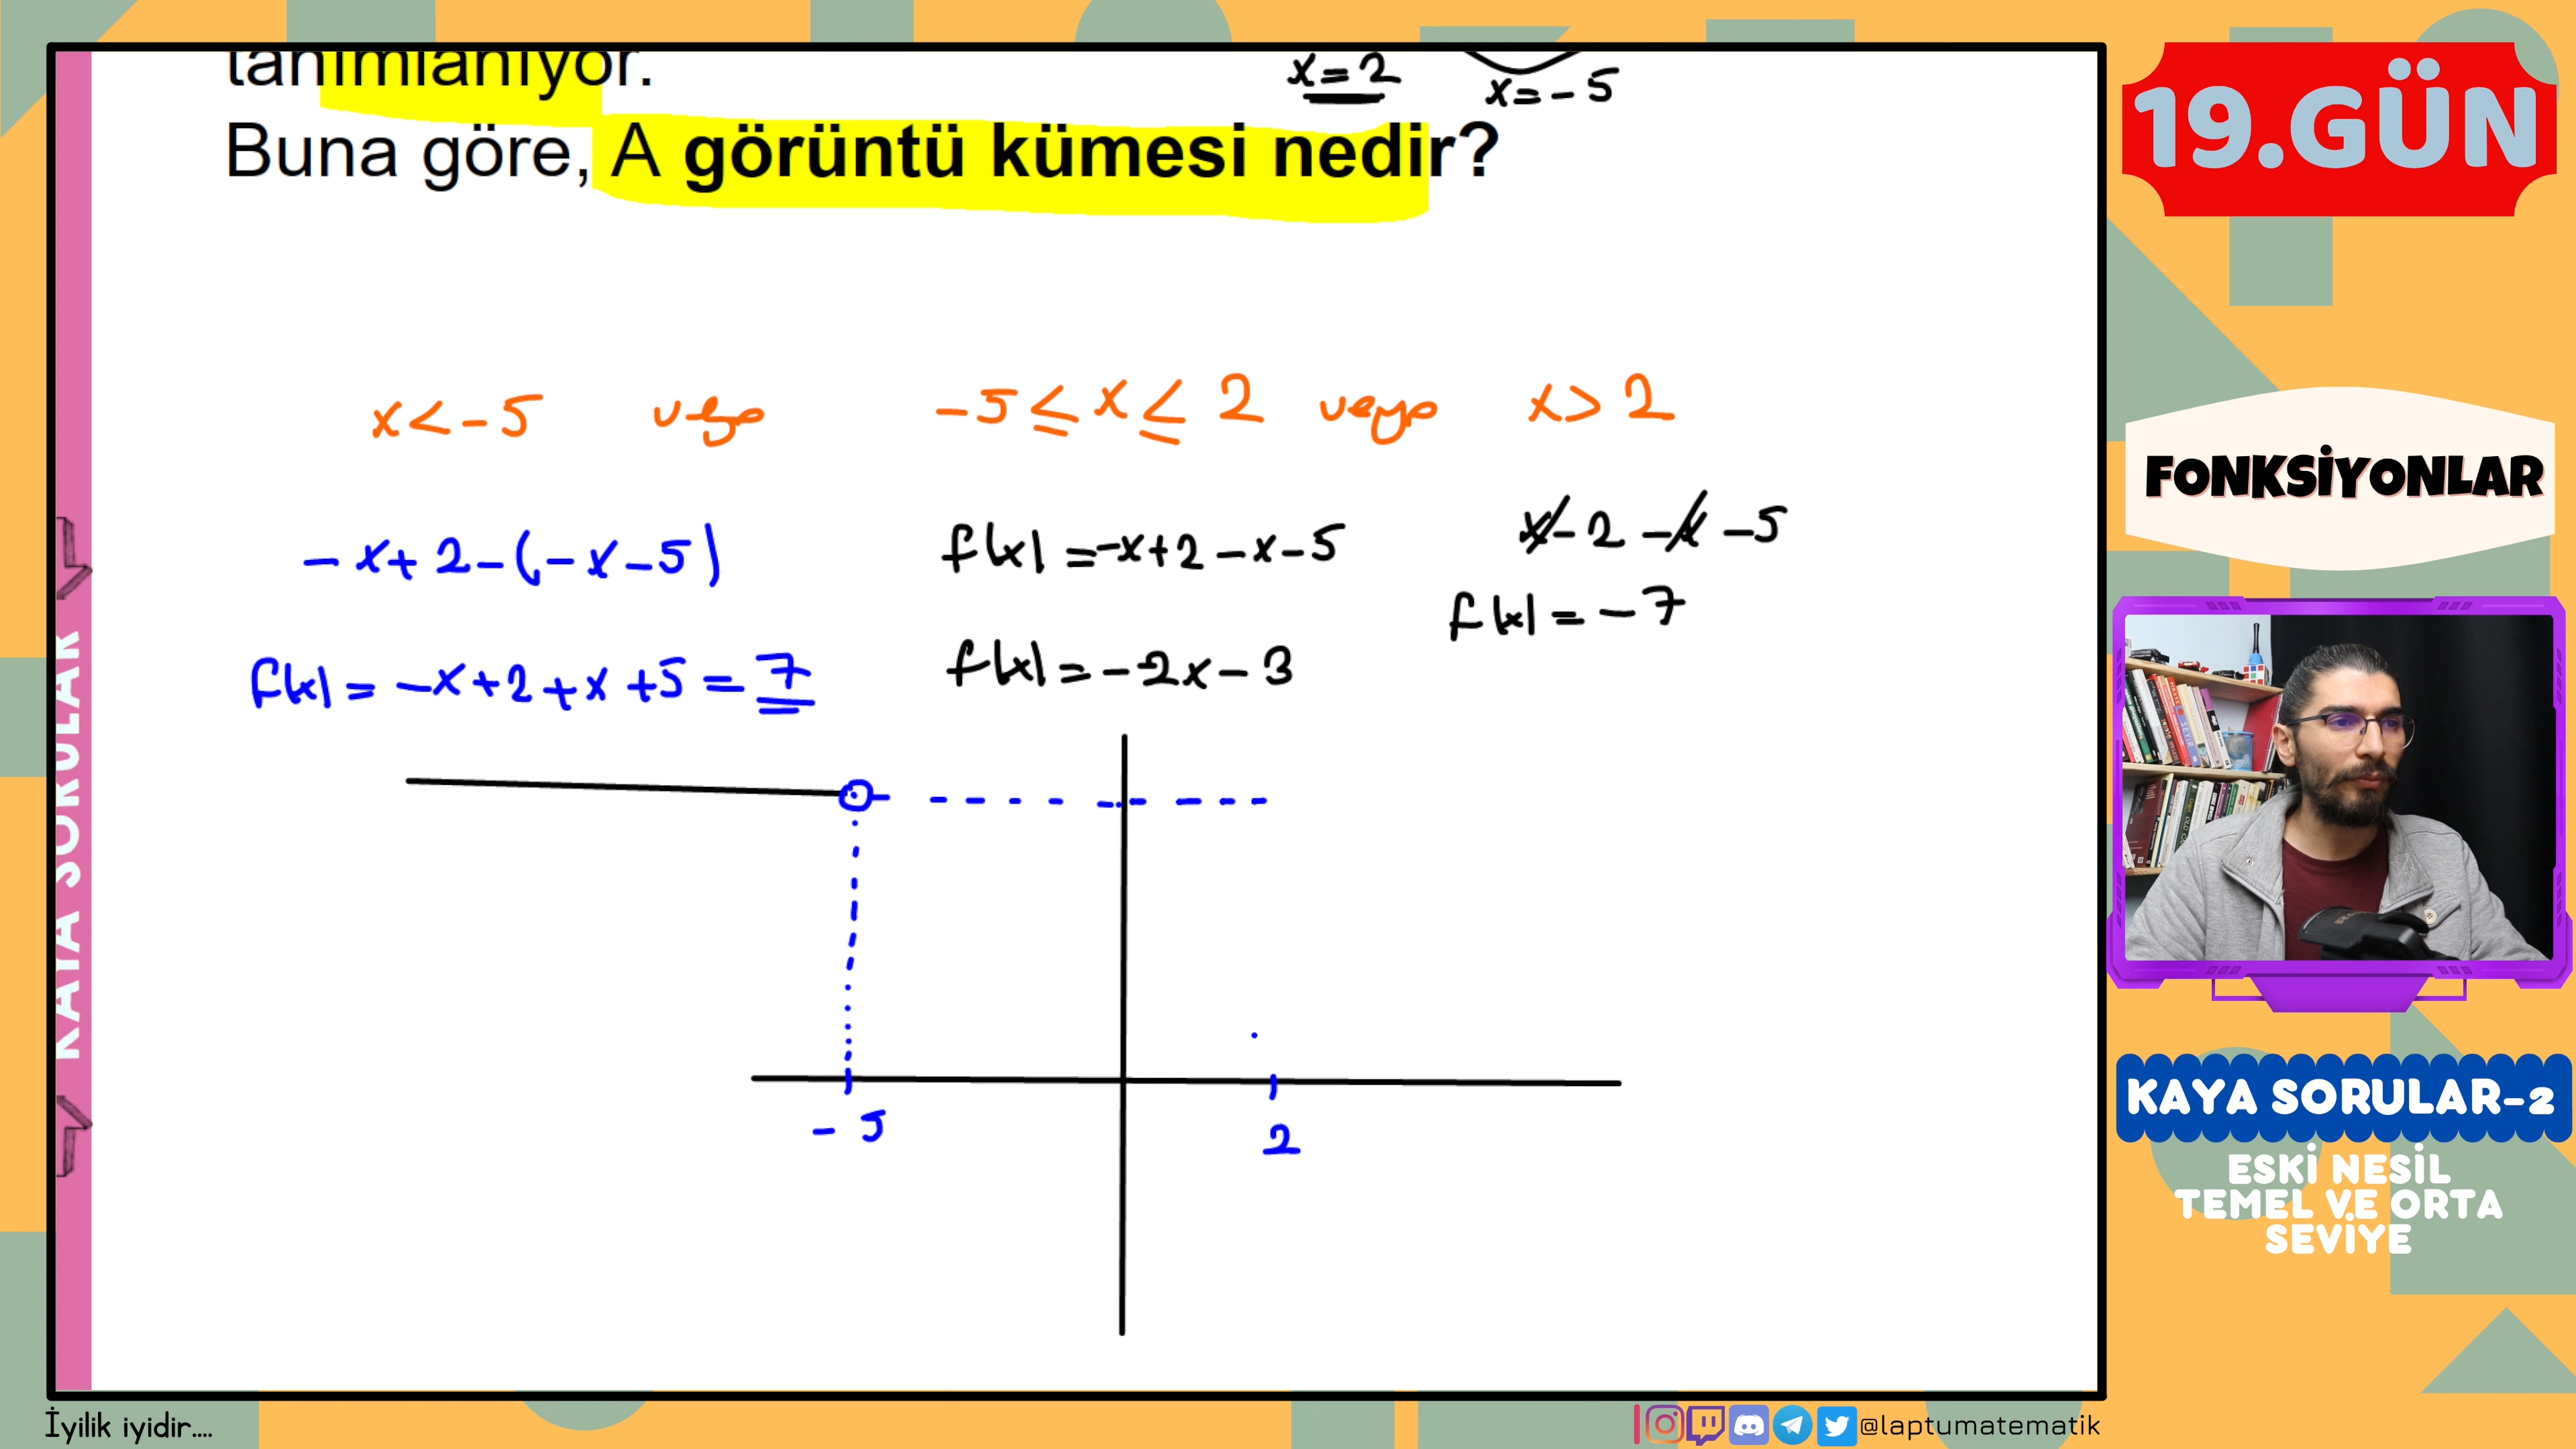 tanımlanıyor.
x=2
x=-5
Buna göre, A görüntü kümesi nedir?
x<-5 veya -5≤x≤2 veya x>2
-x+2-(-x-5)
f(x)=-x+2+x+5=7
f(x)=-x+2-x-5
f(x)=-2x-3
x-2-x-5
f(x)=-7
-5
2
KAYA SORULAR
19.GÜN
FONKSİYONLAR
KAYA SORULAR-2
ESKİ NESİL
TEMEL VE ORTA
SEVİYE
İyilik iyidir....
@laptumatematik